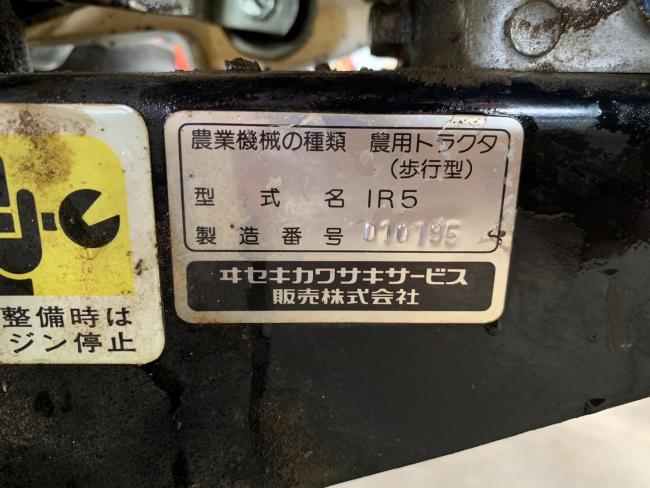 農業機械の種類 農用トラクタ
(歩行型)
型式名 IR5
製造番号 010195
ヰセキカワサキサービス
販売株式会社
整備時は
ジン停止